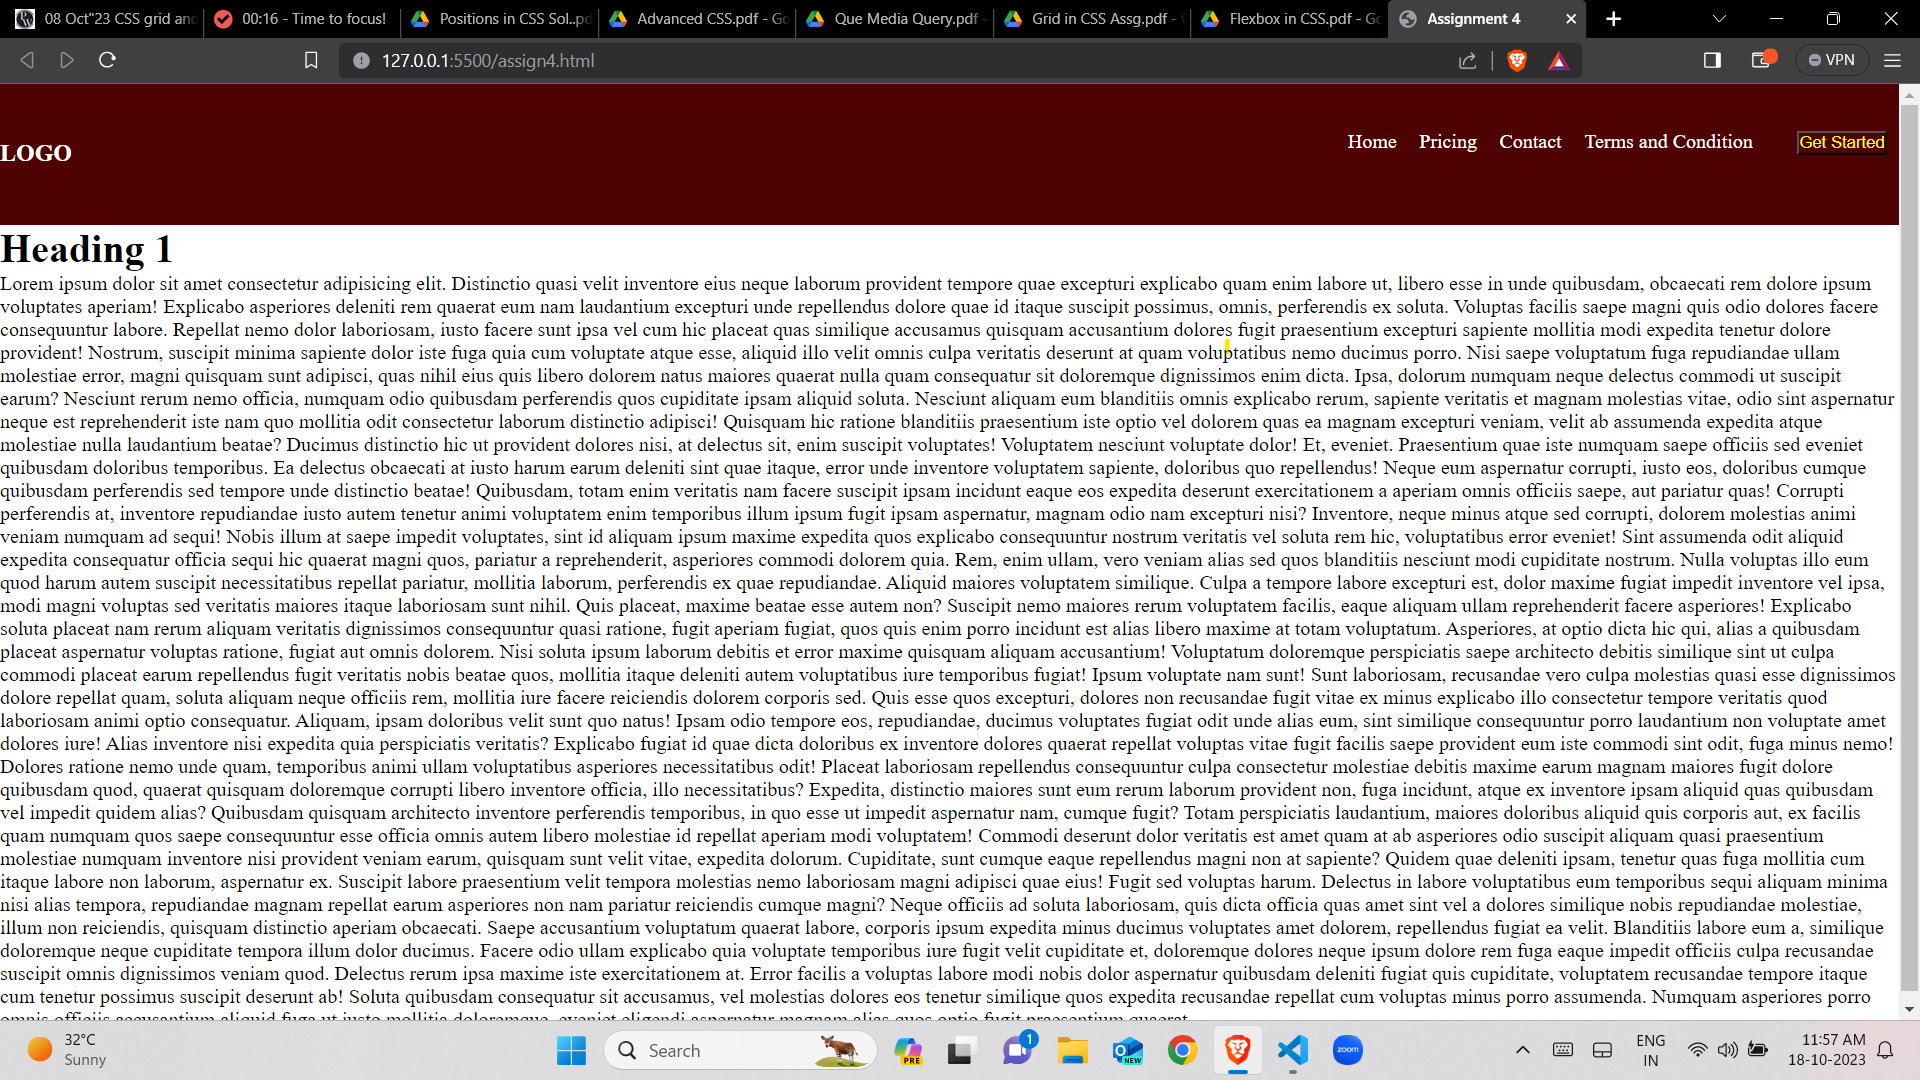 08 Oct"23 CSS grid and
00:16 - Time to focus!
Positions in CSS Sol..pd
Advanced CSS.pdf - Go
Que Media Query.pdf -
Grid in CSS Assg.pdf - G
Flexbox in CSS.pdf - Go
Assignment 4
127.0.0.1:5500/assign4.html
VPN
LOGO
Home Pricing Contact Terms and Condition Get Started
Heading 1
Lorem ipsum dolor sit amet consectetur adipisicing elit. Distinctio quasi velit inventore eius neque laborum provident tempore quae excepturi explicabo quam enim labore ut, libero esse in unde quibusdam, obcaecati rem dolore ipsum
voluptates aperiam! Explicabo asperiores deleniti rem quaerat eum nam laudantium excepturi unde repellendus dolore quae id itaque suscipit possimus, omnis, perferendis ex soluta. Voluptas facilis saepe magni quis odio dolores facere
consequuntur labore. Repellat nemo dolor laboriosam, iusto facere sunt ipsa vel cum hic placeat quas similique accusamus quisquam accusantium dolores fugit praesentium excepturi sapiente mollitia modi expedita tenetur dolore
provident! Nostrum, suscipit minima sapiente dolor iste fuga quia cum voluptate atque esse, aliquid illo velit omnis culpa veritatis deserunt at quam voluptatibus nemo ducimus porro. Nisi saepe voluptatum fuga repudiandae ullam
molestiae error, magni quisquam sunt adipisci, quas nihil eius quis libero dolorem natus maiores quaerat nulla quam consequatur sit doloremque dignissimos enim dicta. Ipsa, dolorum numquam neque delectus commodi ut suscipit
earum? Nesciunt rerum nemo officia, numquam odio quibusdam perferendis quos cupiditate ipsam aliquid soluta. Nesciunt aliquam eum blanditiis omnis explicabo rerum, sapiente veritatis et magnam molestias vitae, odio sint aspernatur
neque est reprehenderit iste nam quo mollitia odit consectetur laborum distinctio adipisci! Quisquam hic ratione blanditiis praesentium iste optio vel dolorem quas ea magnam excepturi veniam, velit ab assumenda expedita atque
molestiae nulla laudantium beatae? Ducimus distinctio hic ut provident dolores nisi, at delectus sit, enim suscipit voluptates! Voluptatem nesciunt voluptate dolor! Et, eveniet. Praesentium quae iste numquam saepe officiis sed eveniet
quibusdam doloribus temporibus. Ea delectus obcaecati at iusto harum earum deleniti sint quae itaque, error unde inventore voluptatem sapiente, doloribus quo repellendus! Neque eum aspernatur corrupti, iusto eos, doloribus cumque
quibusdam perferendis sed tempore unde distinctio beatae! Quibusdam, totam enim veritatis nam facere suscipit ipsam incidunt eaque eos expedita deserunt exercitationem a aperiam omnis officiis saepe, aut pariatur quas! Corrupti
perferendis at, inventore repudiandae iusto autem tenetur animi voluptatem enim temporibus illum ipsum fugit ipsam aspernatur, magnam odio nam excepturi nisi? Inventore, neque minus atque sed corrupti, dolorem molestias animi
veniam numquam ad sequi! Nobis illum at saepe impedit voluptates, sint id aliquam ipsum maxime expedita quos explicabo consequuntur nostrum veritatis vel soluta rem hic, voluptatibus error eveniet! Sint assumenda odit aliquid
expedita consequatur officia sequi hic quaerat magni quos, pariatur a reprehenderit, asperiores commodi dolorem quia. Rem, enim ullam, vero veniam alias sed quos blanditiis nesciunt modi cupiditate nostrum. Nulla voluptas illo eum
quod harum autem suscipit necessitatibus repellat pariatur, mollitia laborum, perferendis ex quae repudiandae. Aliquid maiores voluptatem similique. Culpa a tempore labore excepturi est, dolor maxime fugiat impedit inventore vel ipsa,
modi magni voluptas sed veritatis maiores itaque laboriosam sunt nihil. Quis placeat, maxime beatae esse autem non? Suscipit nemo maiores rerum voluptatem facilis, eaque aliquam ullam reprehenderit facere asperiores! Explicabo
soluta placeat nam rerum aliquam veritatis dignissimos consequuntur quasi ratione, fugit aperiam fugiat, quos quis enim porro incidunt est alias libero maxime at totam voluptatum. Asperiores, at optio dicta hic qui, alias a quibusdam
placeat aspernatur voluptas ratione, fugiat aut omnis dolorem. Nisi soluta ipsum laborum debitis et error maxime quisquam aliquam accusantium! Voluptatum doloremque perspiciatis saepe architecto debitis similique sint ut culpa
commodi placeat earum repellendus fugit veritatis nobis beatae quos, mollitia itaque deleniti autem voluptatibus iure temporibus fugiat! Ipsum voluptate nam sunt! Sunt laboriosam, recusandae vero culpa molestias quasi esse dignissimos
dolore repellat quam, soluta aliquam neque officiis rem, mollitia iure facere reiciendis dolorem corporis sed. Quis esse quos excepturi, dolores non recusandae fugit vitae ex minus explicabo illo consectetur tempore veritatis quod
laboriosam animi optio consequatur. Aliquam, ipsam doloribus velit sunt quo natus! Ipsam odio tempore eos, repudiandae, ducimus voluptates fugiat odit unde alias eum, sint similique consequuntur porro laudantium non voluptate amet
dolores iure! Alias inventore nisi expedita quia perspiciatis veritatis? Explicabo fugiat id quae dicta doloribus ex inventore dolores quaerat repellat voluptas vitae fugit facilis saepe provident eum iste commodi sint odit, fuga minus nemo!
Dolores ratione nemo unde quam, temporibus animi ullam voluptatibus asperiores necessitatibus odit! Placeat laboriosam repellendus consequuntur culpa consectetur molestiae debitis maxime earum magnam maiores fugit dolore
quibusdam quod, quaerat quisquam doloremque corrupti libero inventore officia, illo necessitatibus? Expedita, distinctio maiores sunt eum rerum laborum provident non, fuga incidunt, atque ex inventore ipsam aliquid quas quibusdam
vel impedit quidem alias? Quibusdam quisquam architecto inventore perferendis temporibus, in quo esse ut impedit aspernatur nam, cumque fugit? Totam perspiciatis laudantium, maiores doloribus aliquid quis corporis aut, ex facilis
quam numquam quos saepe consequuntur esse officia omnis autem libero molestiae id repellat aperiam modi voluptatem! Commodi deserunt dolor veritatis est amet quam at ab asperiores odio suscipit aliquam quasi praesentium
molestiae numquam inventore nisi provident veniam earum, quisquam sunt velit vitae, expedita dolorum. Cupiditate, sunt cumque eaque repellendus magni non at sapiente? Quidem quae deleniti ipsam, tenetur quas fuga mollitia cum
itaque labore non laborum, aspernatur ex. Suscipit labore praesentium velit tempora molestias nemo laboriosam magni adipisci quae eius! Fugit sed voluptas harum. Delectus in labore voluptatibus eum temporibus sequi aliquam minima
nisi alias tempora, repudiandae magnam repellat earum asperiores non nam pariatur reiciendis cumque magni? Neque officiis ad soluta laboriosam, quis dicta officia quas amet sint vel a dolores similique nobis repudiandae molestiae,
illum non reiciendis, quisquam distinctio aperiam obcaecati. Saepe accusantium voluptatum quaerat labore, corporis ipsum expedita minus ducimus voluptates amet dolorem, repellendus fugiat ea velit. Blanditiis labore eum a, similique
doloremque neque cupiditate tempora illum dolor ducimus. Facere odio ullam explicabo quia voluptate temporibus iure fugit velit cupiditate et, doloremque dolores neque ipsum dolore rem fuga eaque impedit officiis culpa recusandae
suscipit omnis dignissimos veniam quod. Delectus rerum ipsa maxime iste exercitationem at. Error facilis a voluptas labore modi nobis dolor aspernatur quibusdam deleniti fugiat quis cupiditate, voluptatem recusandae tempore itaque
cum tenetur possimus suscipit deserunt ab! Soluta quibusdam consequatur sit accusamus, vel molestias dolores eos tenetur similique quos expedita recusandae repellat cum voluptas minus porro assumenda. Numquam asperiores porro
omnis officiis accusantium aliquid fuga ut iusto mollitia doloremque, eveniet eligendi aspernatur magnam alias quos optio fugit praesentium quaerat
32°C
Sunny
Search
PRE
1
NEW
zoom
ENG
IN
11:57 AM
18-10-2023